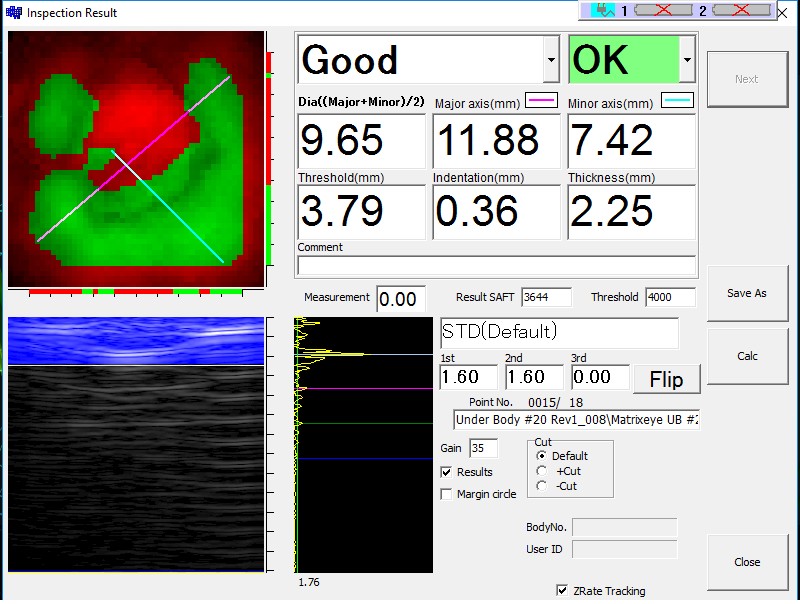 Inspection Result
1 2
Good OK
Next
Dia((Major+Minor)/2) Major axis(mm) Minor axis(mm)
9.65 11.88 7.42
Threshold(mm) Indentation(mm) Thickness(mm)
3.79 0.36 2.25
Comment
Measurement 0.00 Result SAFT 3644 Threshold 4000
Save As
STD(Default)
1st 2nd 3rd
1.60 1.60 0.00 Flip
Calc
Point No. 0015/ 18
Under Body #20 Rev1_008\Matrixeye UB #2
Gain 35
Cut
Default
+Cut
-Cut
Results
Margin circle
BodyNo.
User ID
Close
1.76
ZRate Tracking